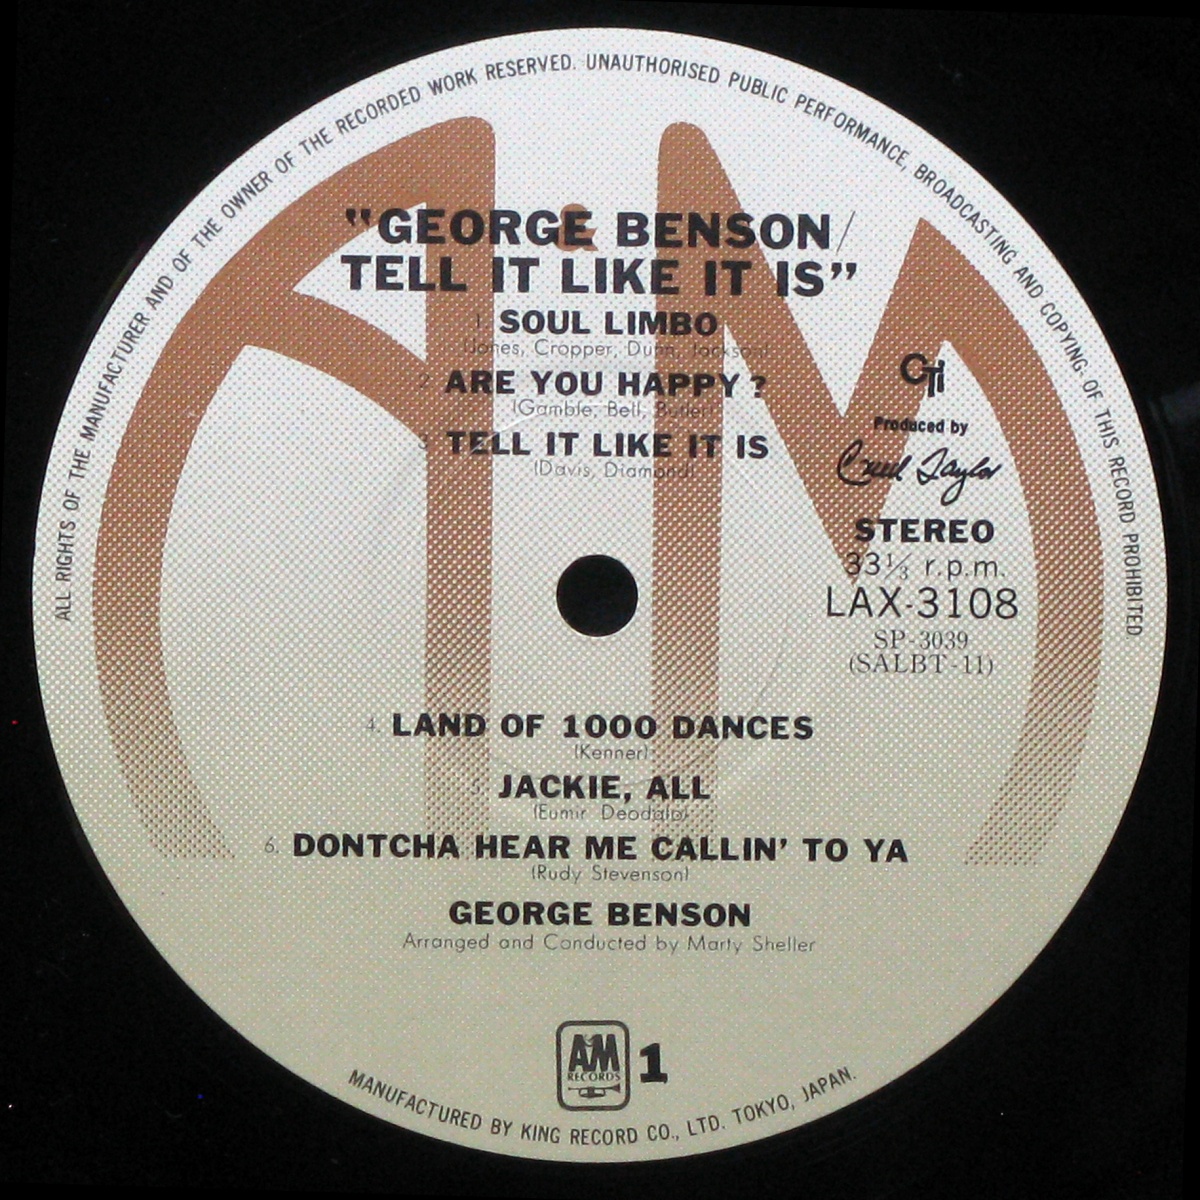 ALL RIGHTS OF THE MANUFACTURER AND OF THE OWNER OF THE RECORDED WORK RESERVED. UNAUTHORISED PUBLIC PERFORMANCE, BROADCASTING AND COPYING OF THIS RECORD PROHIBITED.
A&M
"GEORGE BENSON/
TELL IT LIKE IT IS"
1. SOUL LIMBO
(Jones, Cropper, Dunn, Jackson)
2. ARE YOU HAPPY?
(Gamble, Bell, Butler)
3. TELL IT LIKE IT IS
(Davis, Diamond)
CTi
Produced by
Creed Taylor
STEREO
33⅓ r.p.m.
LAX-3108
SP-3039
(SALBT-11)
4. LAND OF 1000 DANCES
(Kenner)
5. JACKIE, ALL
(Eumir Deodato)
6. DONTCHA HEAR ME CALLIN' TO YA
(Rudy Stevenson)
GEORGE BENSON
Arranged and Conducted by Marty Sheller
A&M
RECORDS
1
MANUFACTURED BY KING RECORD CO., LTD. TOKYO, JAPAN.